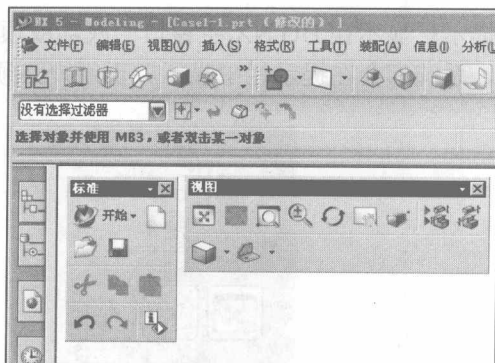 NX 5 - Modeling - [Case1-1.prt (修改的) ]
文件(F) 编辑(E) 视图(V) 插入(S) 格式(R) 工具(T) 装配(A) 信息(I) 分析(L
没有选择过滤器
选择对象并使用 MB3，或者双击某一对象
标准
视图
开始